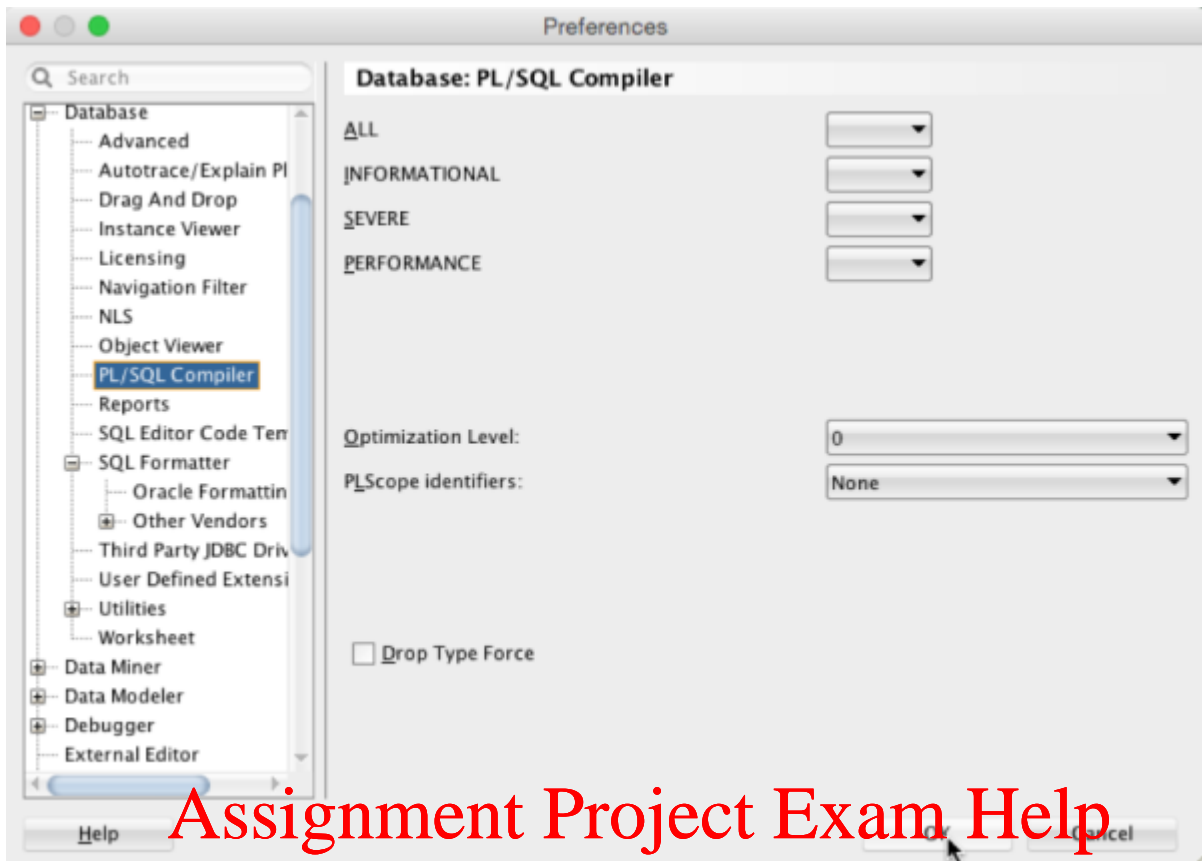 Preferences
Search
Database: PL/SQL Compiler
Database
Advanced
Autotrace/Explain Pl
Drag And Drop
Instance Viewer
Licensing
Navigation Filter
NLS
Object Viewer
PL/SQL Compiler
Reports
SQL Editor Code Tem
SQL Formatter
Oracle Formattin
Other Vendors
Third Party JDBC Driv
User Defined Extensi
Utilities
Worksheet
Data Miner
Data Modeler
Debugger
External Editor
ALL
INFORMATIONAL
SEVERE
PERFORMANCE
Optimization Level:
0
PLScope identifiers:
None
Drop Type Force
Assignment Project Exam Help
Help
OK
Cancel